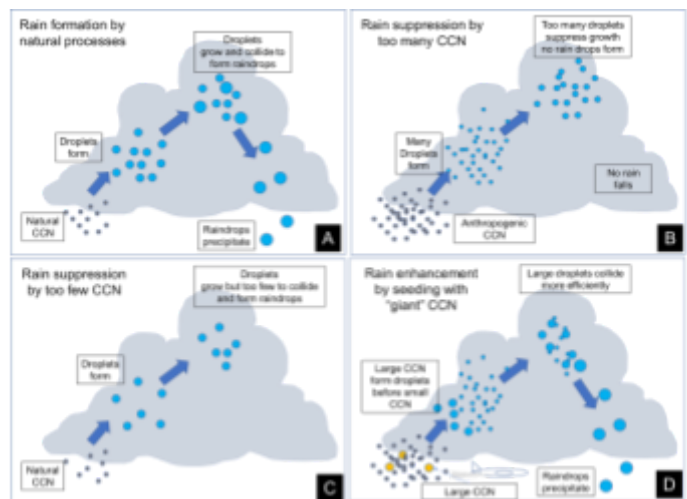 Rain formation by
natural processes
Droplets
grow and collide to
form raindrops
Droplets
form
Natural
CCN
Raindrops
precipitate
A
Rain suppression by
too many CCN
Too many droplets
suppress growth
no rain drops form
Many
Droplets
form
No rain
falls
Anthropogenic
CCN
B
Rain suppression
by too few CCN
Droplets
grow but too few to collide
and form raindrops
Droplets
form
Natural
CCN
C
Rain enhancement
by seeding with
"giant" CCN
Large droplets collide
more efficiently
Large CCN
form droplets
before small
CCN
Large CCN
Raindrops
precipitate
D